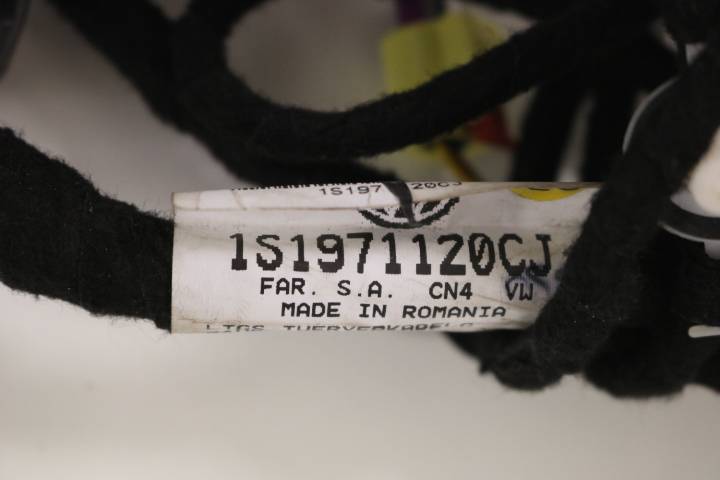 1S1971120CJ
FAR. S.A. CN4 VW
MADE IN ROMANIA